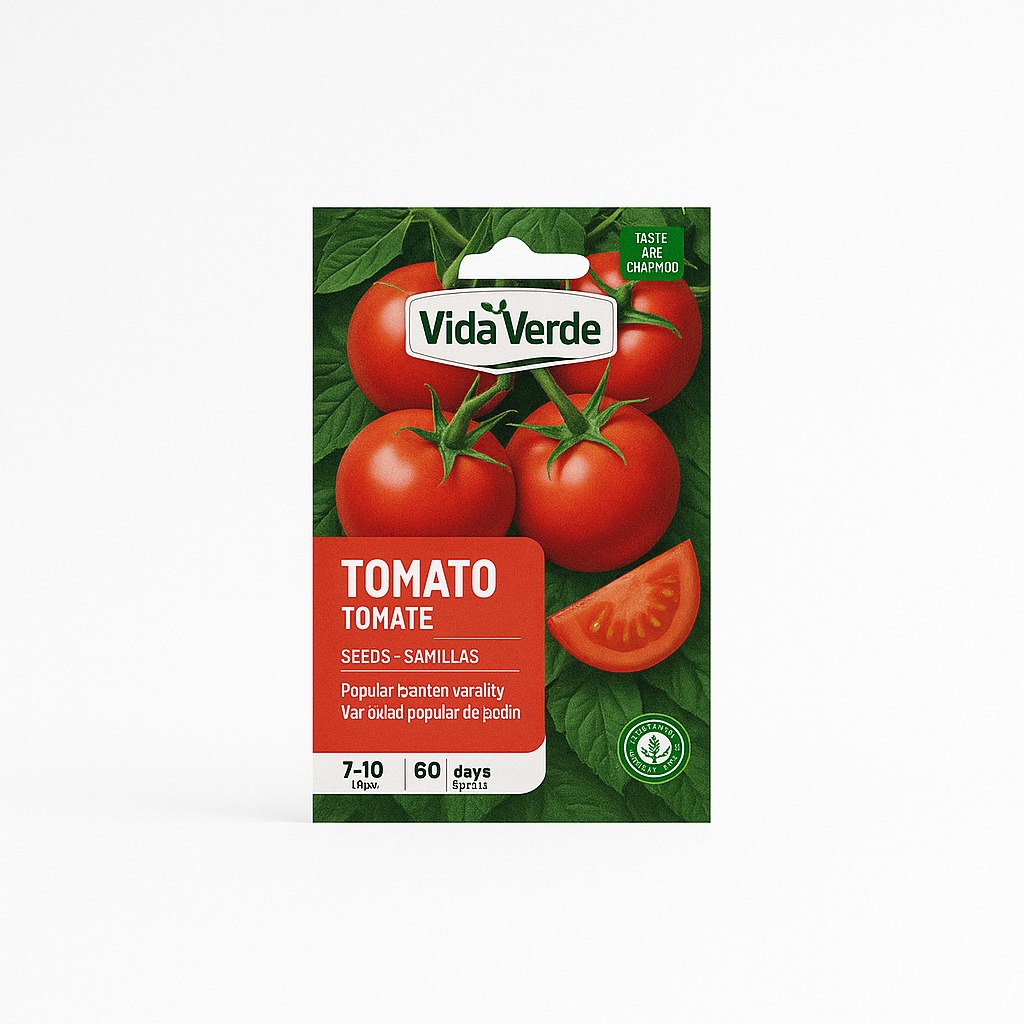 TASTE
ARE
CHAPMOD
Vida Verde
TOMATO
TOMATE
SEEDS - SAMILLAS
Popular banten varality
Var öklad popular de podin
7-10
60
days